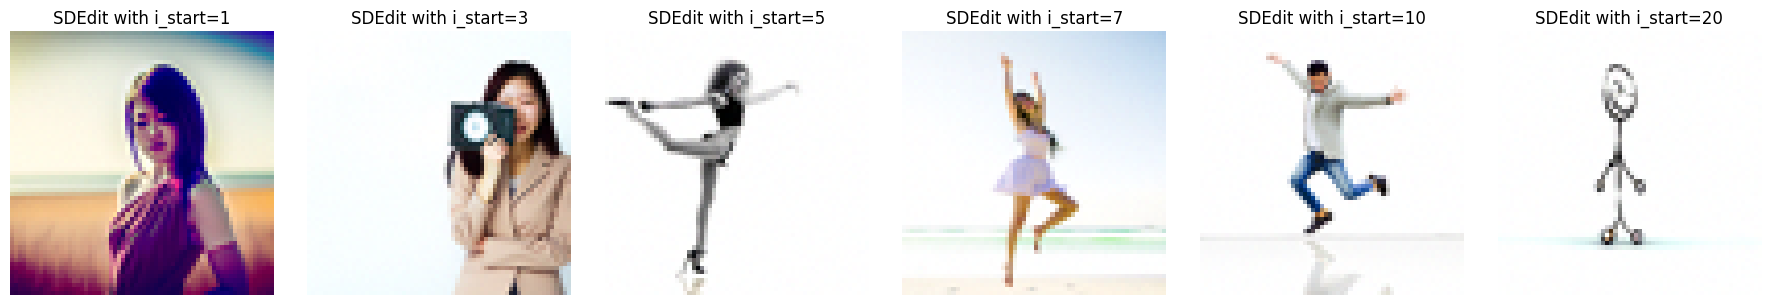 SDEdit with i_start=1
SDEdit with i_start=3
SDEdit with i_start=5
SDEdit with i_start=7
SDEdit with i_start=10
SDEdit with i_start=20